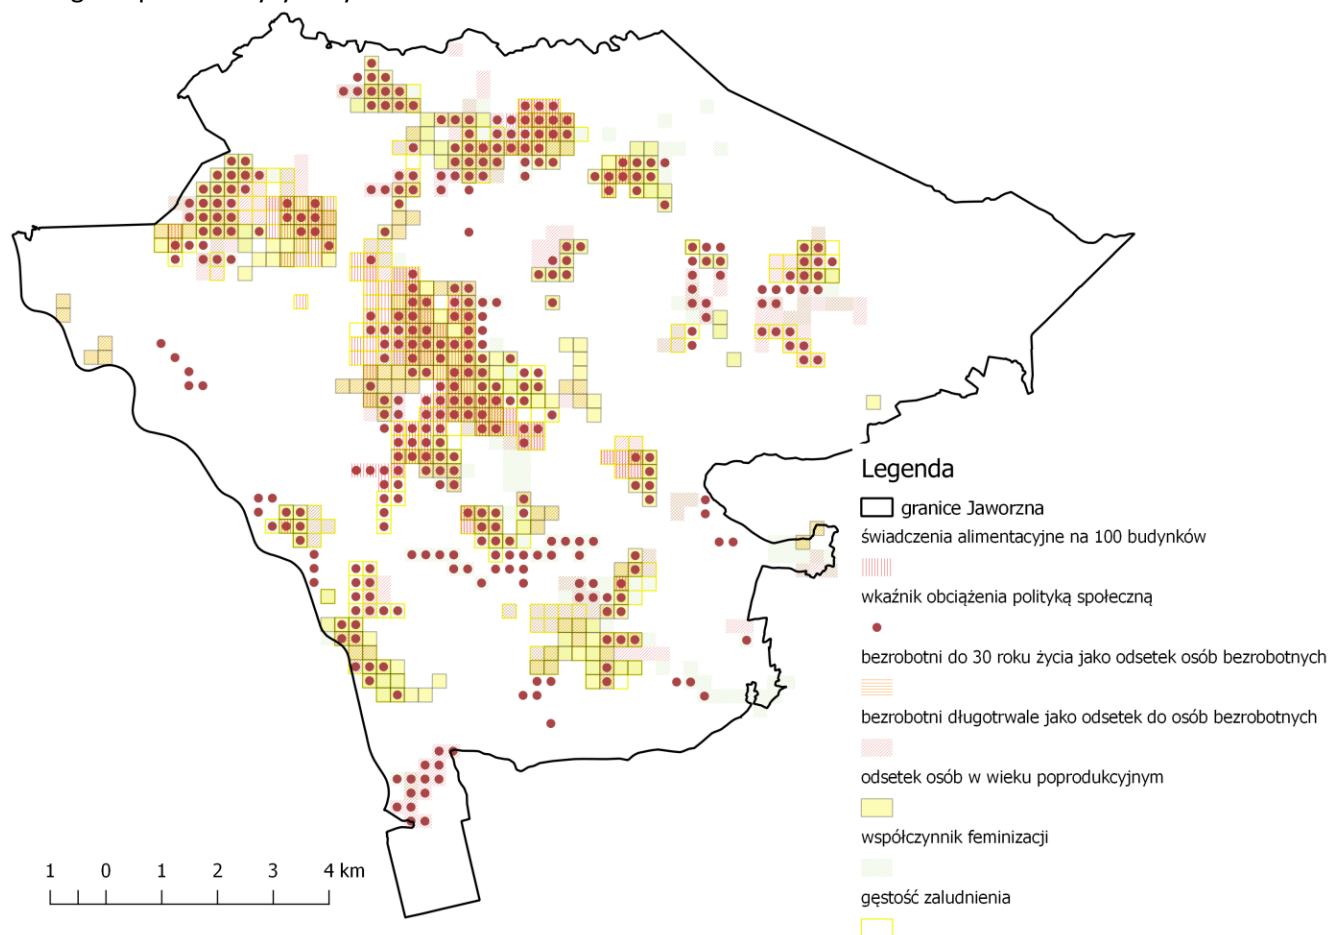 Legenda
granice Jaworzna
świadczenia alimentacyjne na 100 budynków
wkaźnik obciążenia polityką społeczną
bezrobotni do 30 roku życia jako odsetek osób bezrobotnych
bezrobotni długotrwale jako odsetek do osób bezrobotnych
odsetek osób w wieku poprodukcyjnym
współczynnik feminizacji
gęstość zaludnienia
1 0 1 2 3 4 km